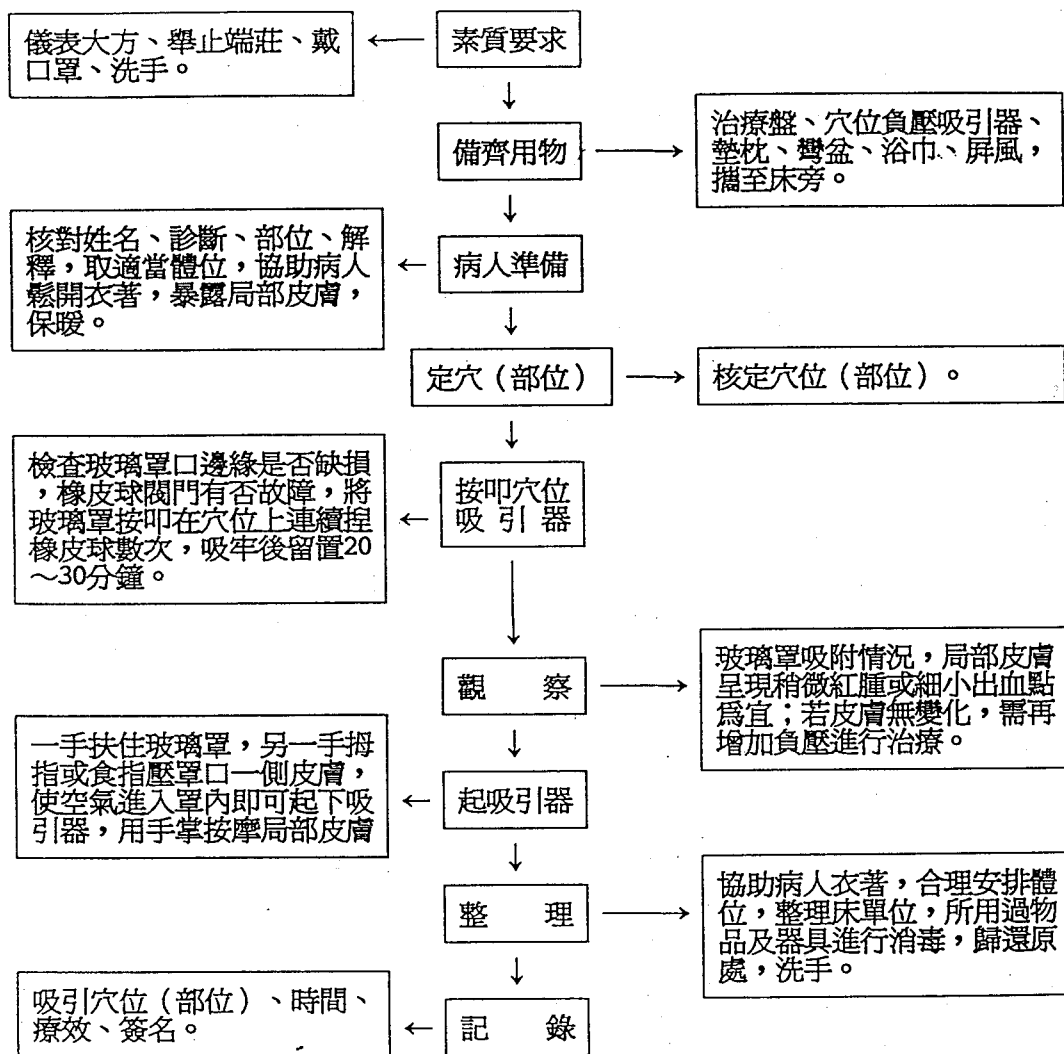 素質要求
儀表大方、舉止端莊、戴
口罩、洗手。
備齊用物
治療盤、穴位負壓吸引器、
墊枕、彎盆、浴巾、屏風，
攜至床旁。
病人準備
核對姓名、診斷、部位、解
釋，取適當體位，協助病人
鬆開衣著，暴露局部皮膚，
保暖。
定穴（部位）
核定穴位（部位）。
按叩穴位
吸引器
檢查玻璃罩口邊緣是否缺損
，橡皮球閥門有否故障，將
玻璃罩按叩在穴位上連續捏
橡皮球數次，吸牢後留置20
～30分鐘。
觀察
玻璃罩吸附情況，局部皮膚
呈現稍微紅腫或細小出血點
爲宜；若皮膚無變化，需再
增加負壓進行治療。
起吸引器
一手扶住玻璃罩，另一手拇
指或食指壓罩口一側皮膚，
使空氣進入罩內即可起下吸
引器，用手掌按摩局部皮膚
整理
協助病人衣著，合理安排體
位，整理床單位，所用過物
品及器具進行消毒，歸還原
處，洗手。
記錄
吸引穴位（部位）、時間、
療效、簽名。